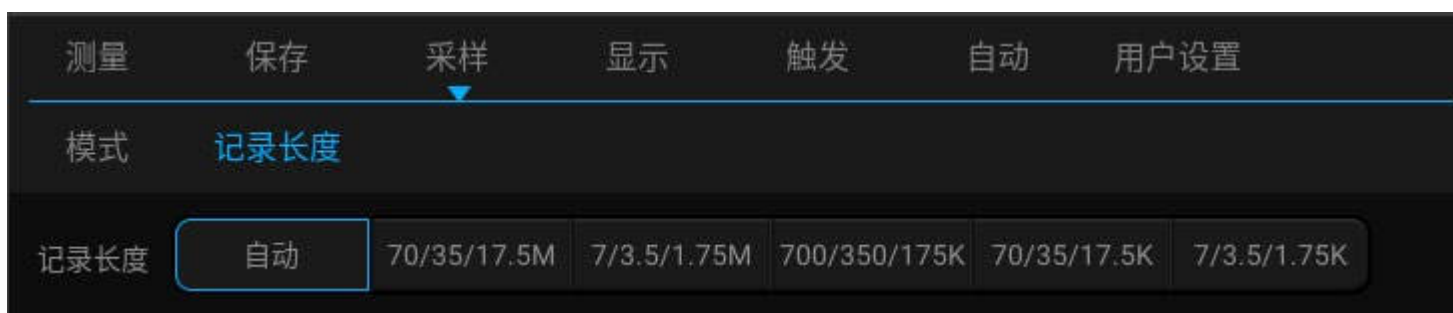 测量 保存 采样 显示 触发 自动 用户设置
模式 记录长度
记录长度 自动 70/35/17.5M 7/3.5/1.75M 700/350/175K 70/35/17.5K 7/3.5/1.75K